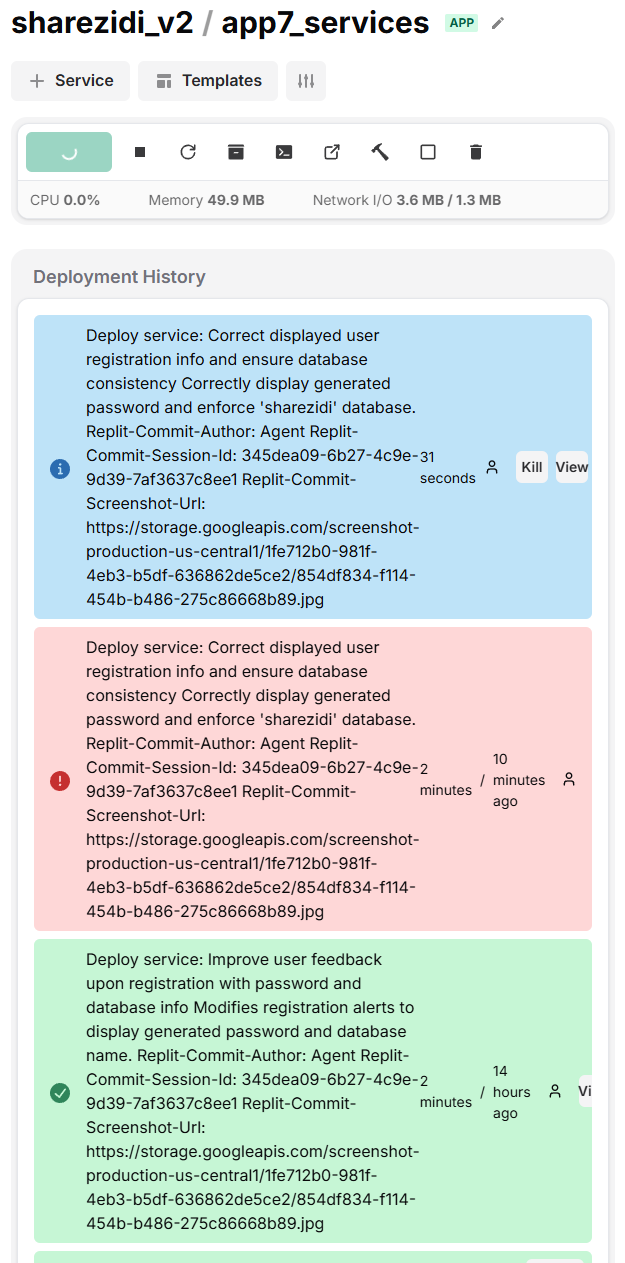 sharezidi_v2 / app7_services APP
Service Templates
CPU 0.0% Memory 49.9 MB Network I/O 3.6 MB / 1.3 MB
Deployment History
Deploy service: Correct displayed user
registration info and ensure database
consistency Correctly display generated
password and enforce 'sharezidi' database.
Replit-Commit-Author: Agent Replit-
Commit-Session-Id: 345dea09-6b27-4c9e-
9d39-7af3637c8ee1 Replit-Commit-
Screenshot-Url:
https://storage.googleapis.com/screenshot-
production-us-central1/1fe712b0-981f-
4eb3-b5df-636862de5ce2/854df834-f114-
454b-b486-275c86668b89.jpg
31
seconds
Kill View
Deploy service: Correct displayed user
registration info and ensure database
consistency Correctly display generated
password and enforce 'sharezidi' database.
Replit-Commit-Author: Agent Replit-
Commit-Session-Id: 345dea09-6b27-4c9e-
9d39-7af3637c8ee1 Replit-Commit-
Screenshot-Url:
https://storage.googleapis.com/screenshot-
production-us-central1/1fe712b0-981f-
4eb3-b5df-636862de5ce2/854df834-f114-
454b-b486-275c86668b89.jpg
2
minutes
/
10
minutes
ago
Deploy service: Improve user feedback
upon registration with password and
database info Modifies registration alerts to
display generated password and database
name. Replit-Commit-Author: Agent Replit-
Commit-Session-Id: 345dea09-6b27-4c9e-
9d39-7af3637c8ee1 Replit-Commit-
Screenshot-Url:
https://storage.googleapis.com/screenshot-
production-us-central1/1fe712b0-981f-
4eb3-b5df-636862de5ce2/854df834-f114-
454b-b486-275c86668b89.jpg
2
minutes
/
14
hours
ago
Vi